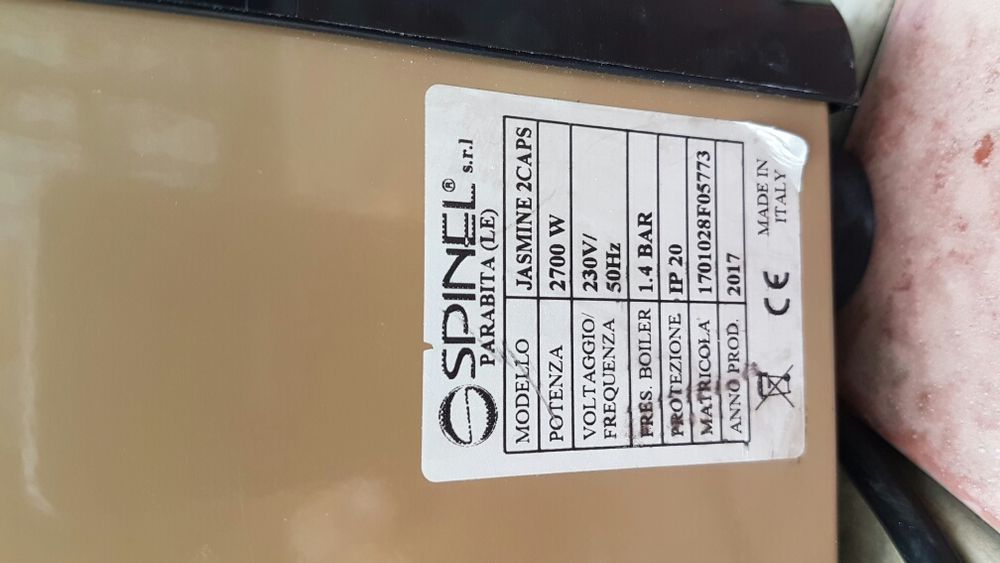 SPINEL® s.r.l
PARABITA (LE)
MODELLO JASMINE 2CAPS
POTENZA 2700 W
VOLTAGGIO/ 230V/
FREQUENZA 50Hz
PRES. BOILER 1.4 BAR
PROTEZIONE IP 20
MATRICOLA 1701028F05773
ANNO PROD. 2017
CE MADE IN
ITALY